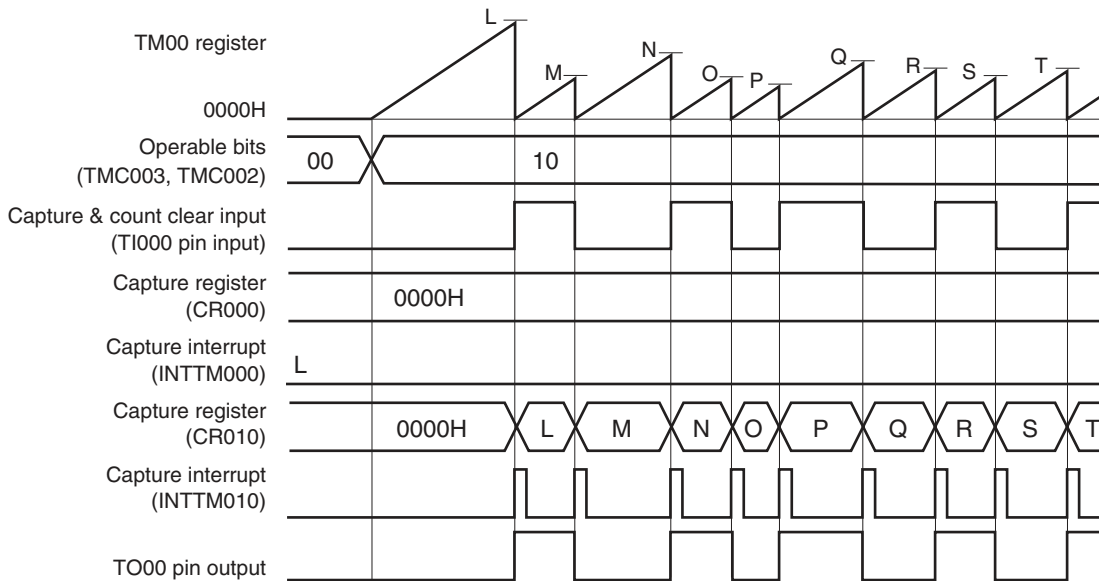 TM00 register
L
M
N
O
P
Q
R
S
T
0000H
Operable bits
(TMC003, TMC002)
00
10
Capture & count clear input
(TI000 pin input)
Capture register
(CR000)
0000H
Capture interrupt
(INTTM000)
L
Capture register
(CR010)
0000H
L
M
N
O
P
Q
R
S
T
Capture interrupt
(INTTM010)
TO00 pin output